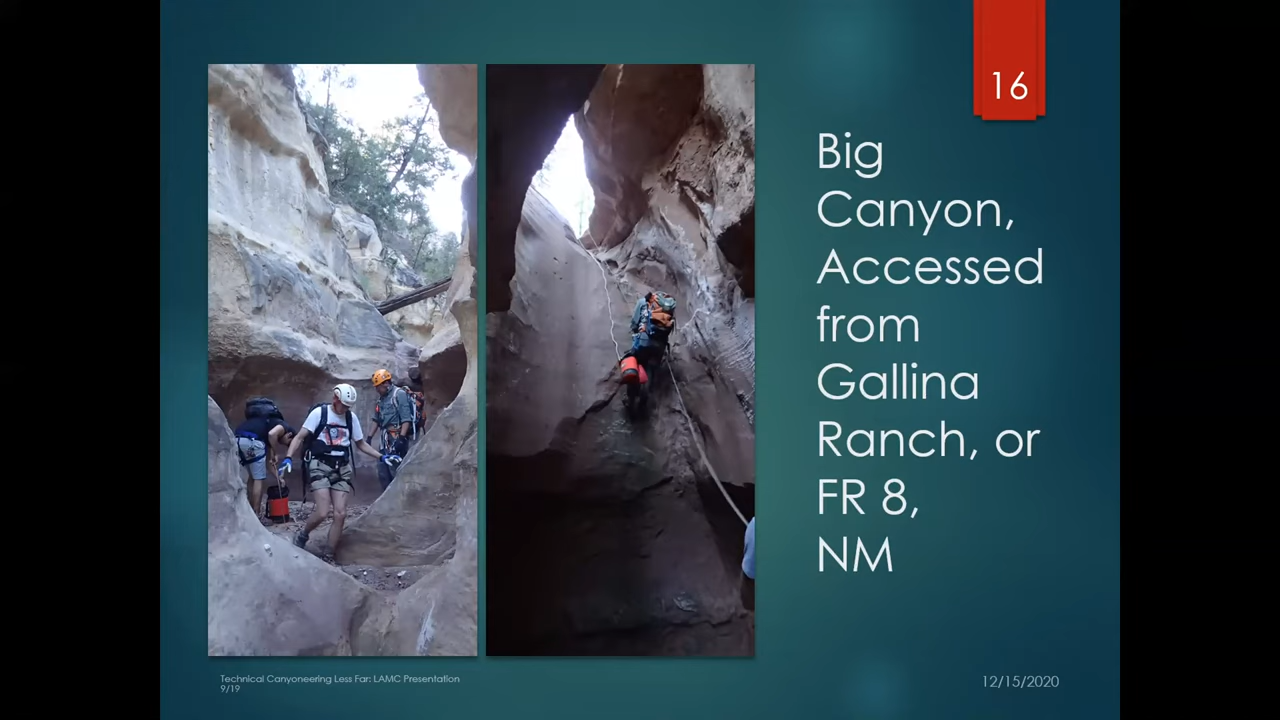 16
Big
Canyon,
Accessed
from
Gallina
Ranch, or
FR 8,
NM
Technical Canyoneering Less Far: LAMC Presentation
9/19
12/15/2020